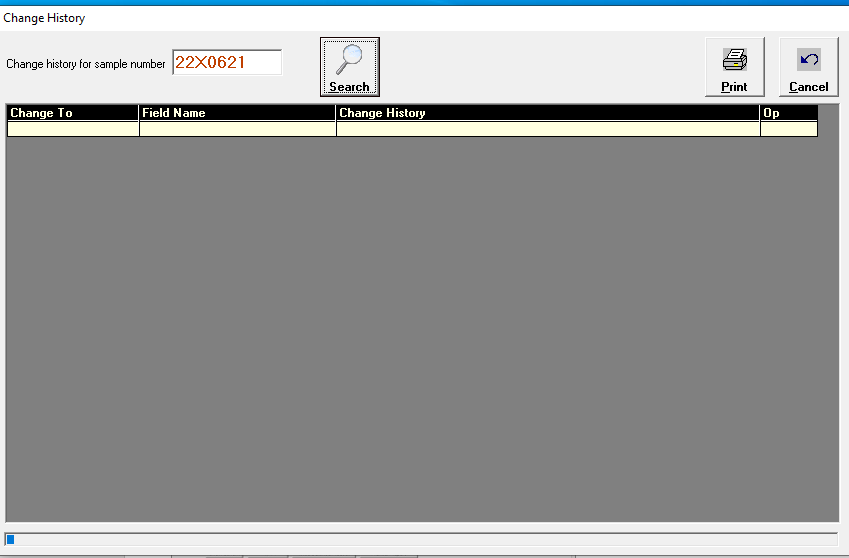 Change History
Change history for sample number 22X0621
Search
Print
Cancel
Change To Field Name Change History Op